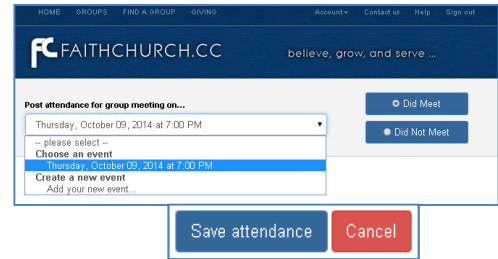 HOME GROUPS FIND A GROUP GIVING Account Contact us Help Sign out
FC FAITHCHURCH.CC believe, grow, and serve ...
Post attendance for group meeting on...
Did Meet
Thursday, October 09, 2014 at 7:00 PM
Did Not Meet
-- please select --
Choose an event
Thursday, October 09, 2014 at 7:00 PM
Create a new event
Add your new event...
Save attendance Cancel